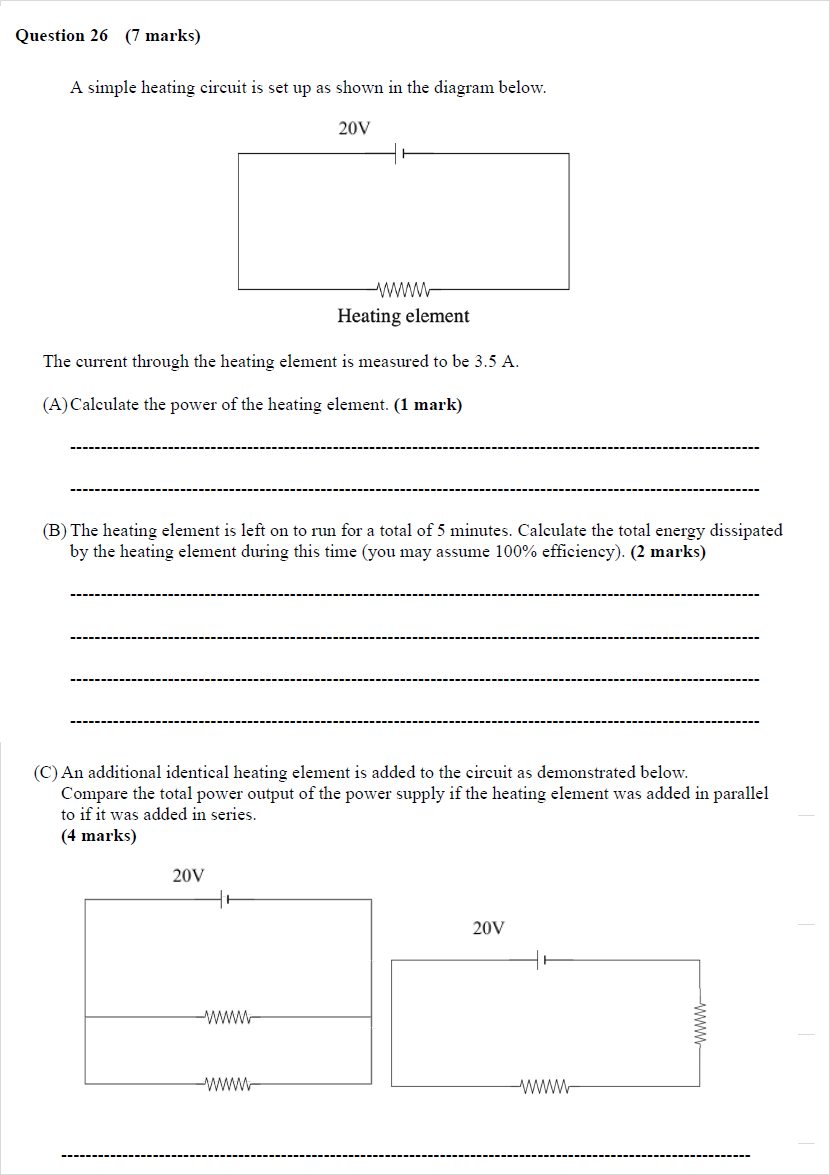 Question 26 (7 marks)
A simple heating circuit is set up as shown in the diagram below.
20V
Heating element
The current through the heating element is measured to be 3.5 A.
(A) Calculate the power of the heating element. (1 mark)
(B) The heating element is left on to run for a total of 5 minutes. Calculate the total energy dissipated
by the heating element during this time (you may assume 100% efficiency). (2 marks)
(C) An additional identical heating element is added to the circuit as demonstrated below.
Compare the total power output of the power supply if the heating element was added in parallel
to if it was added in series.
(4 marks)
20V
20V